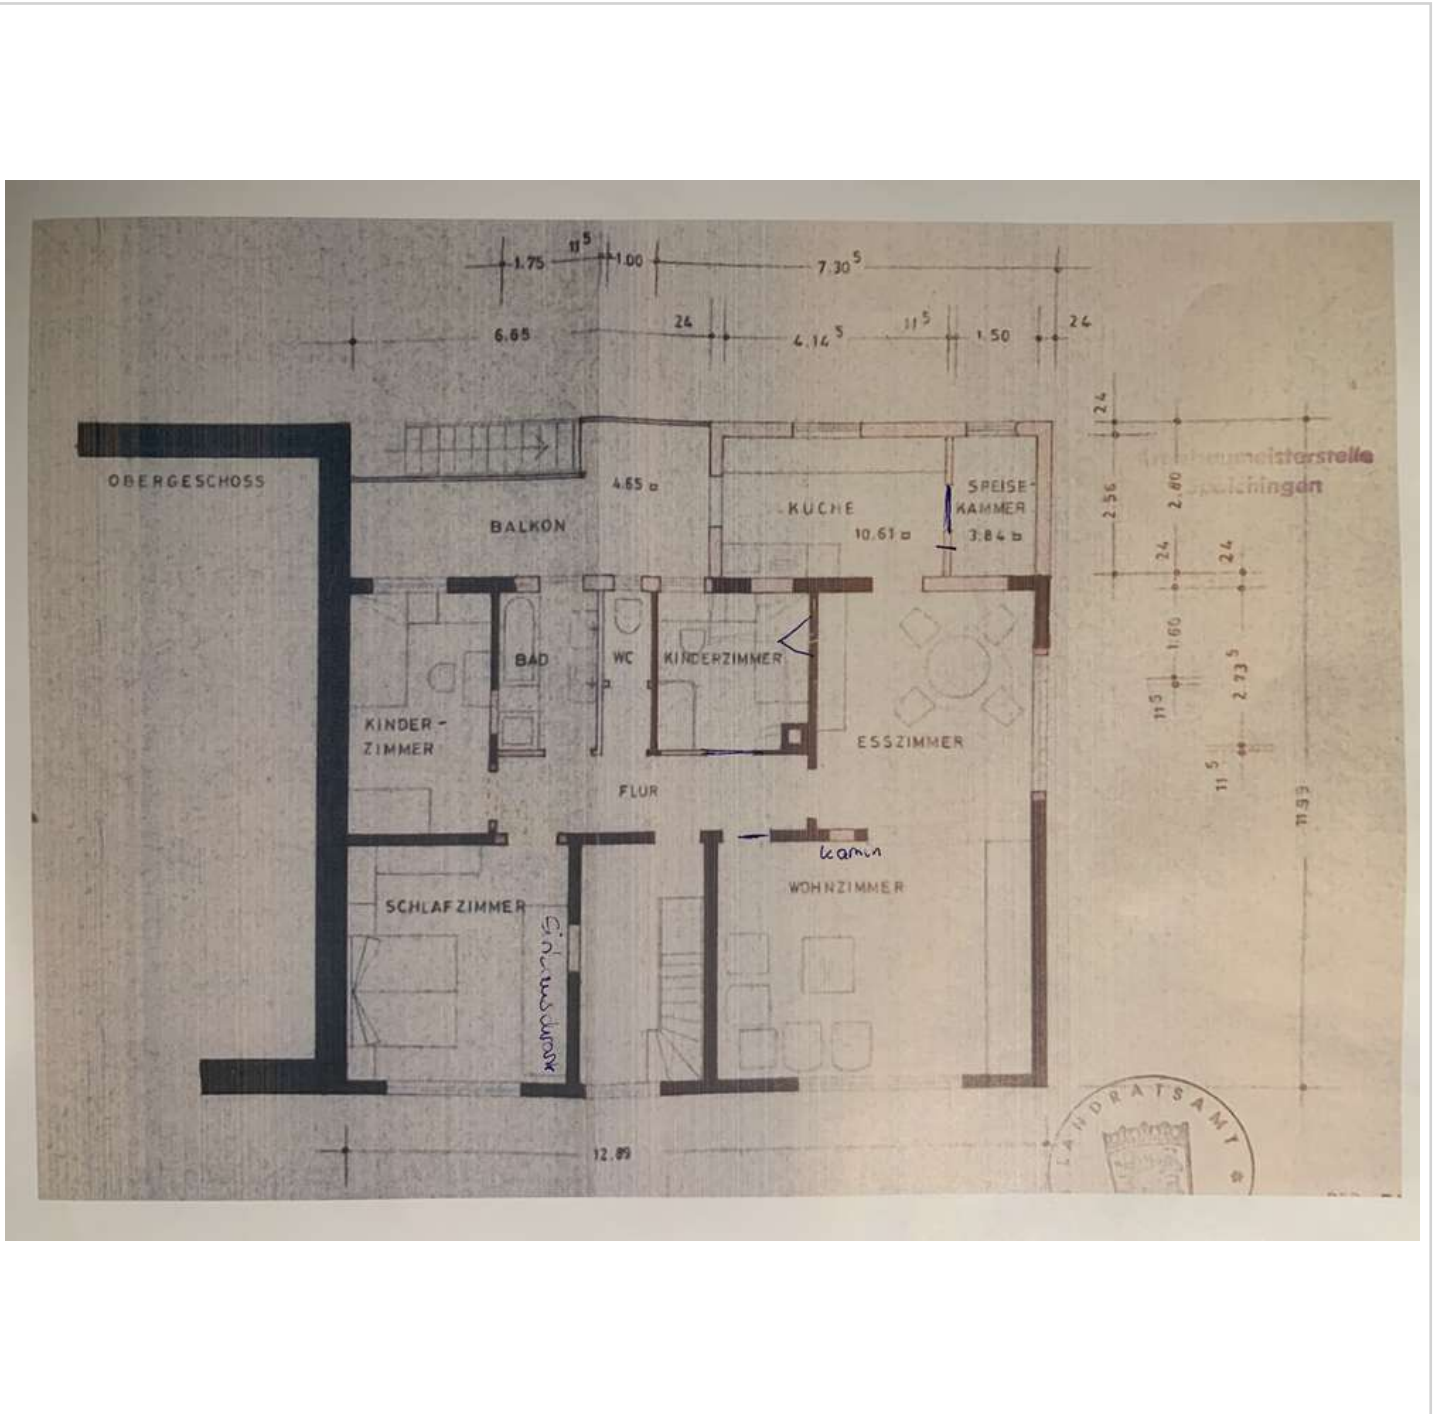 1.75
11⁵
1.00
7.30⁵
6.65
24
4.14⁵
11⁵
1.50
24
24
OBERGESCHOSS
4.65
BALKON
KÜCHE
10.61
SPEISE-
KAMMER
3.84
2.56
2.80
24
24
KINDER-
ZIMMER
BAD
WC
KINDERZIMMER
ESSZIMMER
1.60
11⁵
2.73⁵
11⁵
11.99
FLUR
kamin
WOHNZIMMER
SCHLAFZIMMER
12.89
LANDRATSAMT